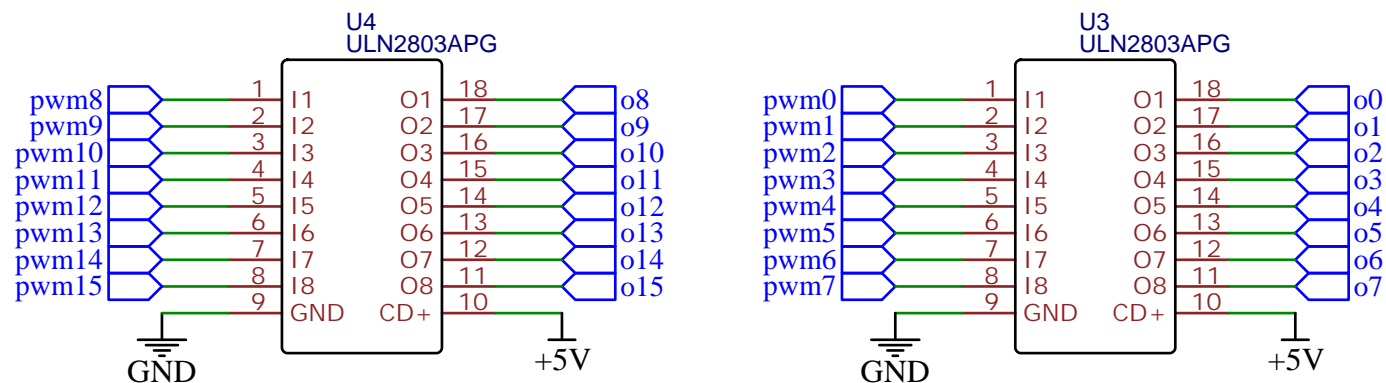 U4
ULN2803APG
pwm8 1 I1 O1 18 o8
pwm9 2 I2 O2 17 o9
pwm10 3 I3 O3 16 o10
pwm11 4 I4 O4 15 o11
pwm12 5 I5 O5 14 o12
pwm13 6 I6 O6 13 o13
pwm14 7 I7 O7 12 o14
pwm15 8 I8 O8 11 o15
9 GND CD+ 10
GND +5V
U3
ULN2803APG
pwm0 1 I1 O1 18 o0
pwm1 2 I2 O2 17 o1
pwm2 3 I3 O3 16 o2
pwm3 4 I4 O4 15 o3
pwm4 5 I5 O5 14 o4
pwm5 6 I6 O6 13 o5
pwm6 7 I7 O7 12 o6
pwm7 8 I8 O8 11 o7
9 GND CD+ 10
GND +5V